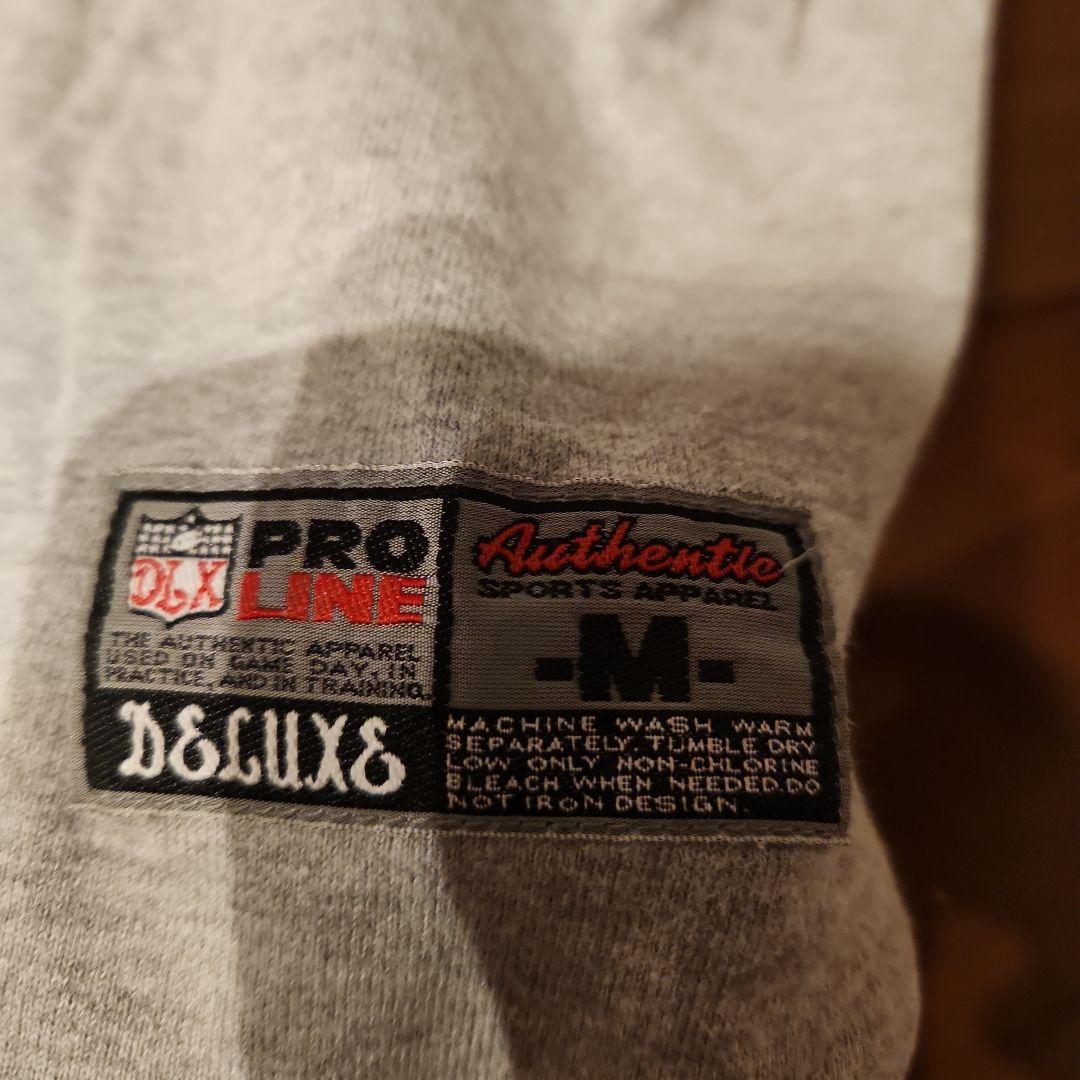 DLX
PRO
LINE
THE AUTHENTIC APPAREL
USED ON GAME DAY, IN
PRACTICE, AND IN TRAINING.
DELUXE
Authentic
SPORTS APPAREL
-M-
MACHINE WASH WARM
SEPARATELY. TUMBLE DRY
LOW ONLY NON-CHLORINE
BLEACH WHEN NEEDED.DO
NOT IRON DESIGN.